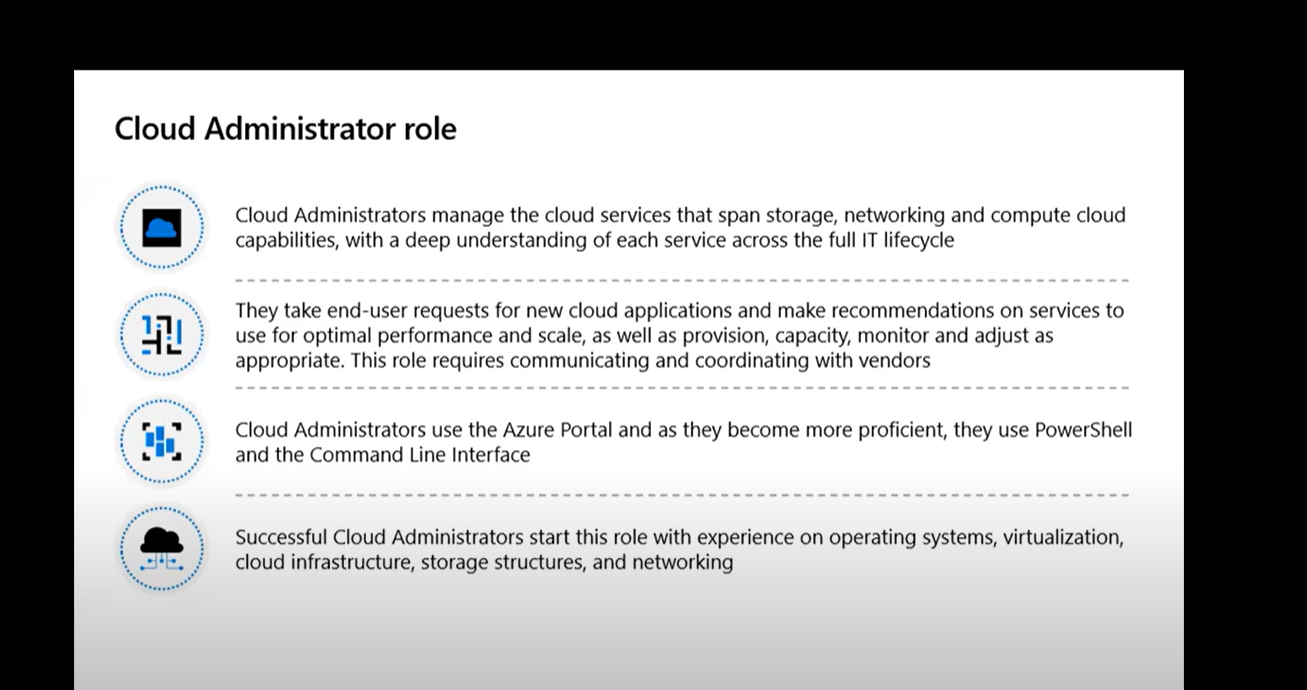 Cloud Administrator role
Cloud Administrators manage the cloud services that span storage, networking and compute cloud
capabilities, with a deep understanding of each service across the full IT lifecycle
They take end-user requests for new cloud applications and make recommendations on services to
use for optimal performance and scale, as well as provision, capacity, monitor and adjust as
appropriate. This role requires communicating and coordinating with vendors
Cloud Administrators use the Azure Portal and as they become more proficient, they use PowerShell
and the Command Line Interface
Successful Cloud Administrators start this role with experience on operating systems, virtualization,
cloud infrastructure, storage structures, and networking